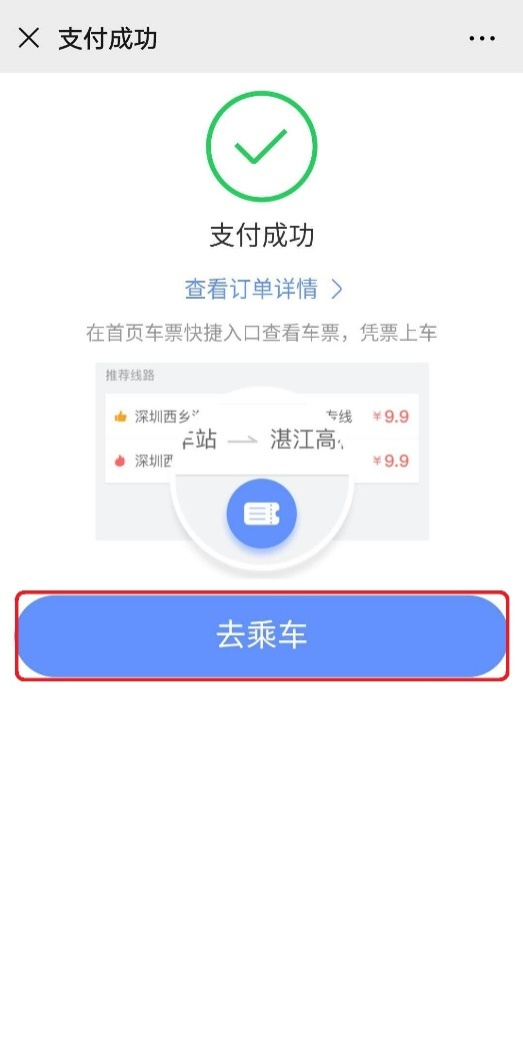 支付成功
支付成功
查看订单详情
在首页车票快捷入口查看车票，凭票上车
推荐线路
深圳西乡 专线 ¥9.9
站 湛江高
深圳西 ¥9.9
去乘车